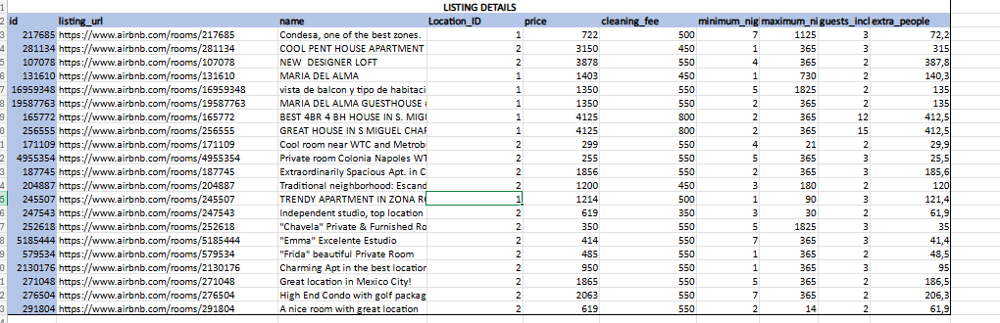 LISTING DETAILS
id listing_url name Location_ID price cleaning_fee minimum_nig maximum_ni guests_incl extra_people
217685 https://www.airbnb.com/rooms/217685 Condesa, one of the best zones. 1 722 500 7 1125 3 72,2
281134 https://www.airbnb.com/rooms/281134 COOL PENT HOUSE APARTMENT 2 3150 450 1 365 3 315
107078 https://www.airbnb.com/rooms/107078 NEW DESIGNER LOFT 2 3878 550 4 365 2 387,8
131610 https://www.airbnb.com/rooms/131610 MARIA DEL ALMA 1 1403 450 1 730 2 140,3
16959348 https://www.airbnb.com/rooms/16959348 vista de balcon y tipo de habitaci 1 1350 550 5 1825 2 135
19587763 https://www.airbnb.com/rooms/19587763 MARIA DEL ALMA GUESTHOUSE 1 1350 550 2 365 2 135
165772 https://www.airbnb.com/rooms/165772 BEST 4BR 4 BH HOUSE IN S. MIG 1 4125 800 2 365 12 412,5
256555 https://www.airbnb.com/rooms/256555 GREAT HOUSE IN S MIGUEL CHAP 1 4125 800 2 365 15 412,5
171109 https://www.airbnb.com/rooms/171109 Cool room near WTC and Metrob 2 299 550 4 21 2 29,9
4955354 https://www.airbnb.com/rooms/4955354 Private room Colonia Napoles WT 2 255 550 5 365 3 25,5
187745 https://www.airbnb.com/rooms/187745 Extraordinarily Spacious Apt. in C 2 1856 550 2 365 3 185,6
204887 https://www.airbnb.com/rooms/204887 Traditional neighborhood: Escand 2 1200 450 3 180 2 120
245507 https://www.airbnb.com/rooms/245507 TRENDY APARTMENT IN ZONA R 1 1214 500 1 90 3 121,4
247543 https://www.airbnb.com/rooms/247543 Independent studio, top location 2 619 350 3 30 2 61,9
252618 https://www.airbnb.com/rooms/252618 "Chavela" Private & Furnished Ro 2 350 550 5 1825 3 35
5185444 https://www.airbnb.com/rooms/5185444 "Emma" Excelente Estudio 2 414 550 7 365 3 41,4
579534 https://www.airbnb.com/rooms/579534 "Frida" beautiful Private Room 2 485 550 1 365 2 48,5
2130176 https://www.airbnb.com/rooms/2130176 Charming Apt in the best location 2 950 550 1 365 3 95
271048 https://www.airbnb.com/rooms/271048 Great location in Mexico City! 2 1865 550 5 365 2 186,5
276504 https://www.airbnb.com/rooms/276504 High End Condo with golf packag 2 2063 550 7 365 2 206,3
291804 https://www.airbnb.com/rooms/291804 A nice room with great location 2 619 550 2 14 2 61,9